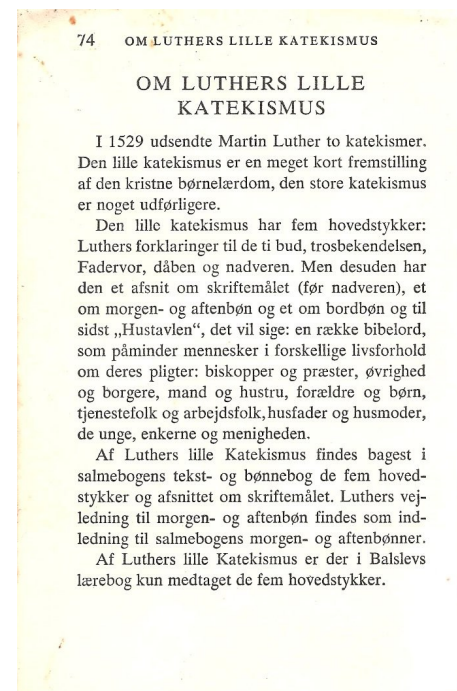 74 OM LUTHERS LILLE KATEKISMUS
OM LUTHERS LILLE
KATEKISMUS
I 1529 udsendte Martin Luther to katekismer.
Den lille katekismus er en meget kort fremstilling
af den kristne børnelærdom, den store katekismus
er noget udførligere.
Den lille katekismus har fem hovedstykker:
Luthers forklaringer til de ti bud, trosbekendelsen,
Fadervor, dåben og nadveren. Men desuden har
den et afsnit om skriftemålet (før nadveren), et
om morgen- og aftenbøn og et om bordbøn og til
sidst „Hustavlen“, det vil sige: en række bibelord,
som påminder mennesker i forskellige livsforhold
om deres pligter: biskopper og præster, øvrighed
og borgere, mand og hustru, forældre og børn,
tjenestefolk og arbejdsfolk, husfader og husmoder,
de unge, enkerne og menigheden.
Af Luthers lille Katekismus findes bagest i
salmebogens tekst- og bønnebog de fem hoved-
stykker og afsnittet om skriftemålet. Luthers vej-
ledning til morgen- og aftenbøn findes som ind-
ledning til salmebogens morgen- og aftenbønner.
Af Luthers lille Katekismus er der i Balslevs
lærebog kun medtaget de fem hovedstykker.